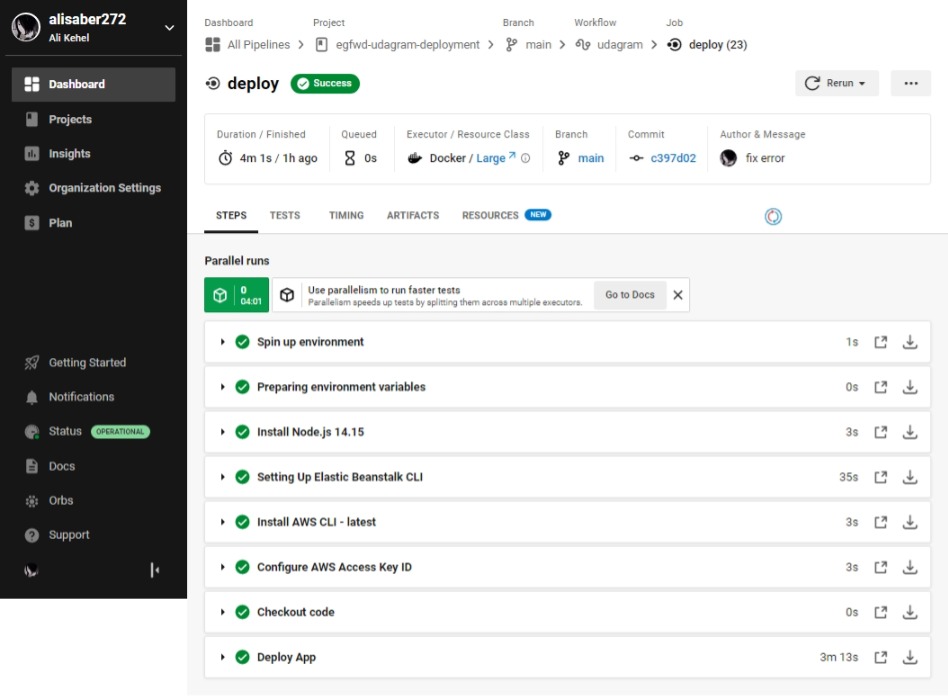 alisaber272
Ali Kehel
Dashboard
Projects
Insights
Organization Settings
Plan
Getting Started
Notifications
Status OPERATIONAL
Docs
Orbs
Support
Dashboard Project Branch Workflow Job
All Pipelines egfwd-udagram-deployment main udagram deploy (23)
deploy Success Rerun
Duration / Finished Queued Executor / Resource Class Branch Commit Author & Message
4m 1s / 1h ago 0s Docker / Large main c397d02 fix error
STEPS TESTS TIMING ARTIFACTS RESOURCES NEW
Parallel runs
0
04:01
Use parallelism to run faster tests
Parallelism speeds up tests by splitting them across multiple executors.
Go to Docs
Spin up environment 1s
Preparing environment variables 0s
Install Node.js 14.15 3s
Setting Up Elastic Beanstalk CLI 35s
Install AWS CLI - latest 3s
Configure AWS Access Key ID 3s
Checkout code 0s
Deploy App 3m 13s